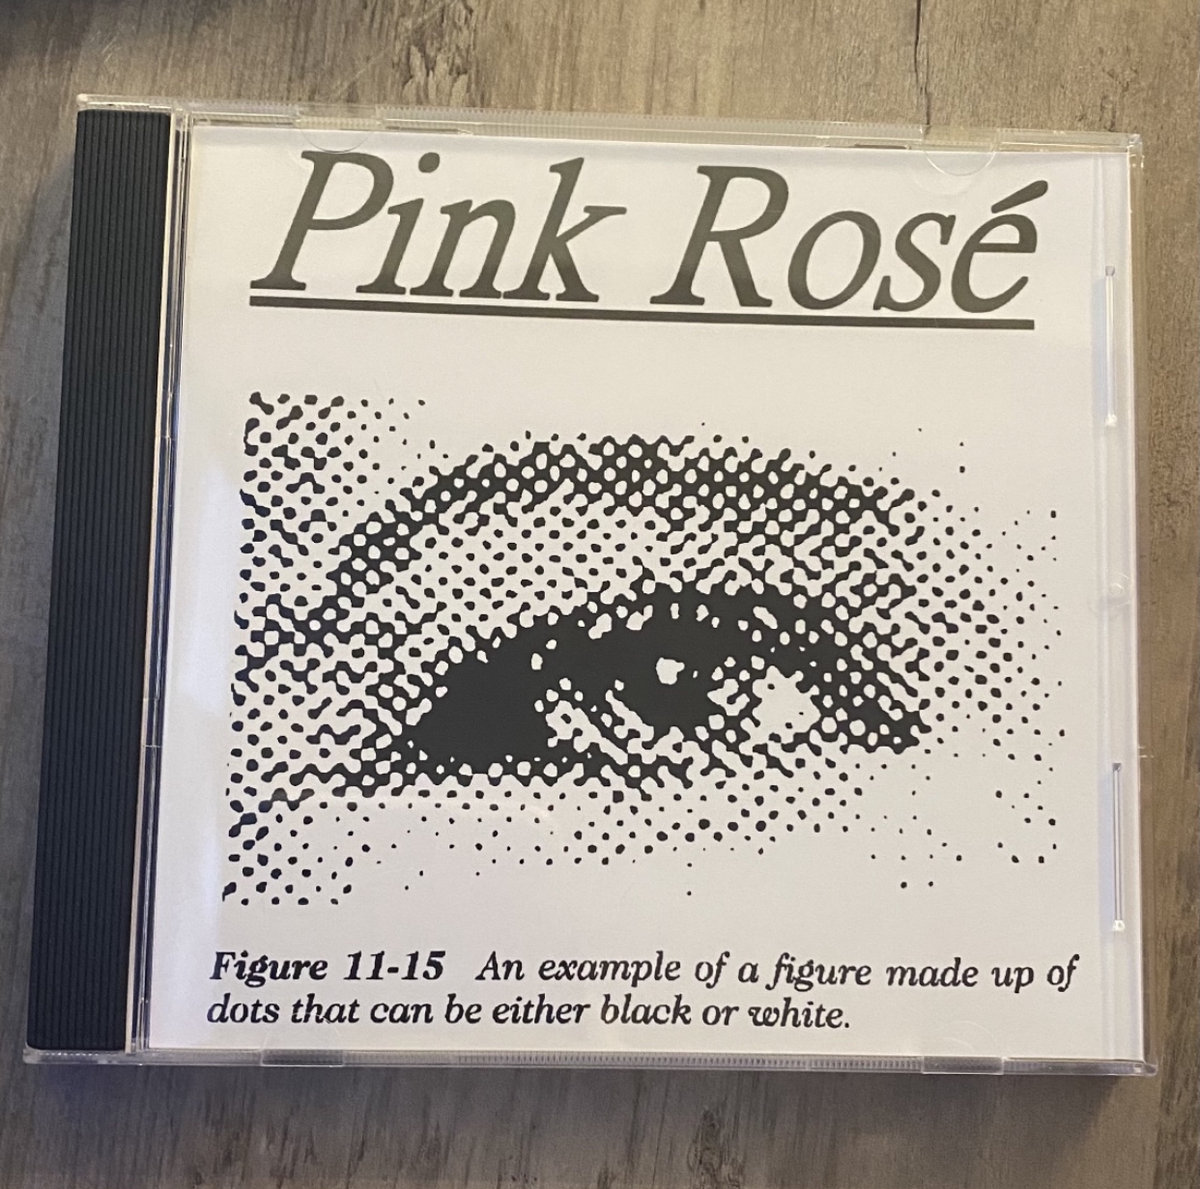 Pink Rosé
Figure 11-15 An example of a figure made up of
dots that can be either black or white.